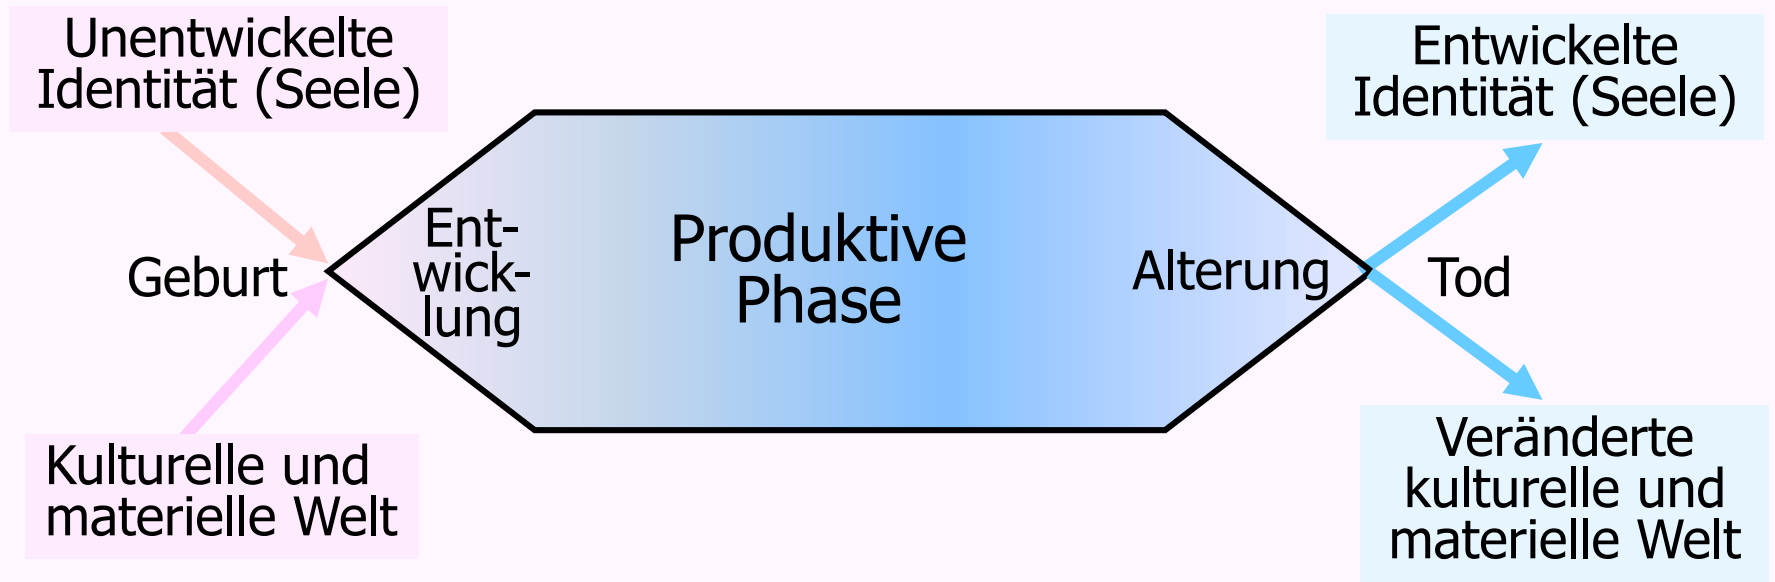 Unentwickelte
Identität (Seele)
Entwickelte
Identität (Seele)
Geburt
Ent-
wick-
lung
Produktive
Phase
Alterung
Tod
Kulturelle und
materielle Welt
Veränderte
kulturelle und
materielle Welt